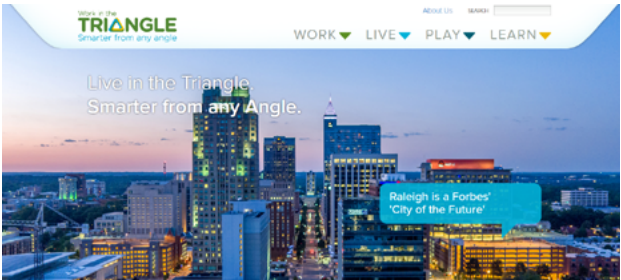 Work in the
TRIANGLE
Smarter from any angle
About Us SEARCH
WORK LIVE PLAY LEARN
Live in the Triangle.
Smarter from any Angle.
Raleigh is a Forbes'
'City of the Future'